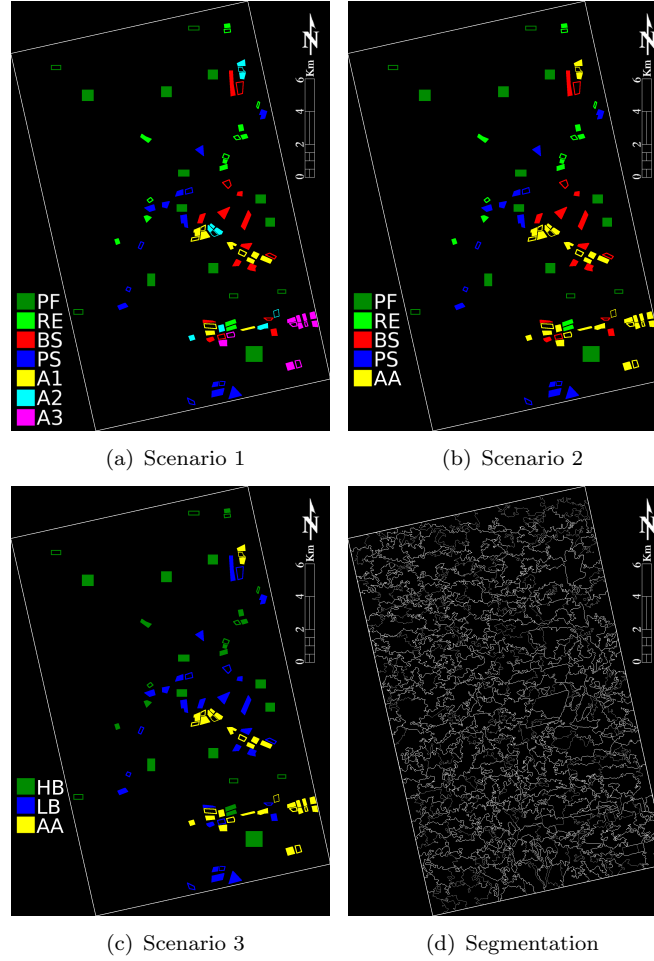 N
Km
6
4
2
0
PF
RE
BS
PS
A1
A2
A3
(a) Scenario 1
N
Km
6
4
2
0
PF
RE
BS
PS
AA
(b) Scenario 2
N
Km
6
4
2
0
HB
LB
AA
(c) Scenario 3
N
Km
6
4
2
0
(d) Segmentation